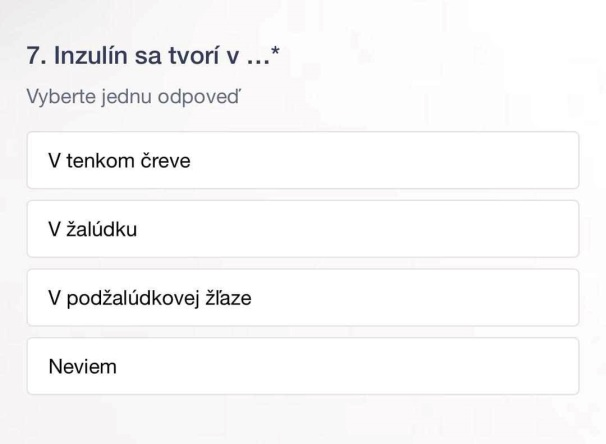 7. Inzulín sa tvorí v ...*
Vyberte jednu odpoveď
V tenkom čreve
V žalúdku
V podžalúdkovej žľaze
Neviem